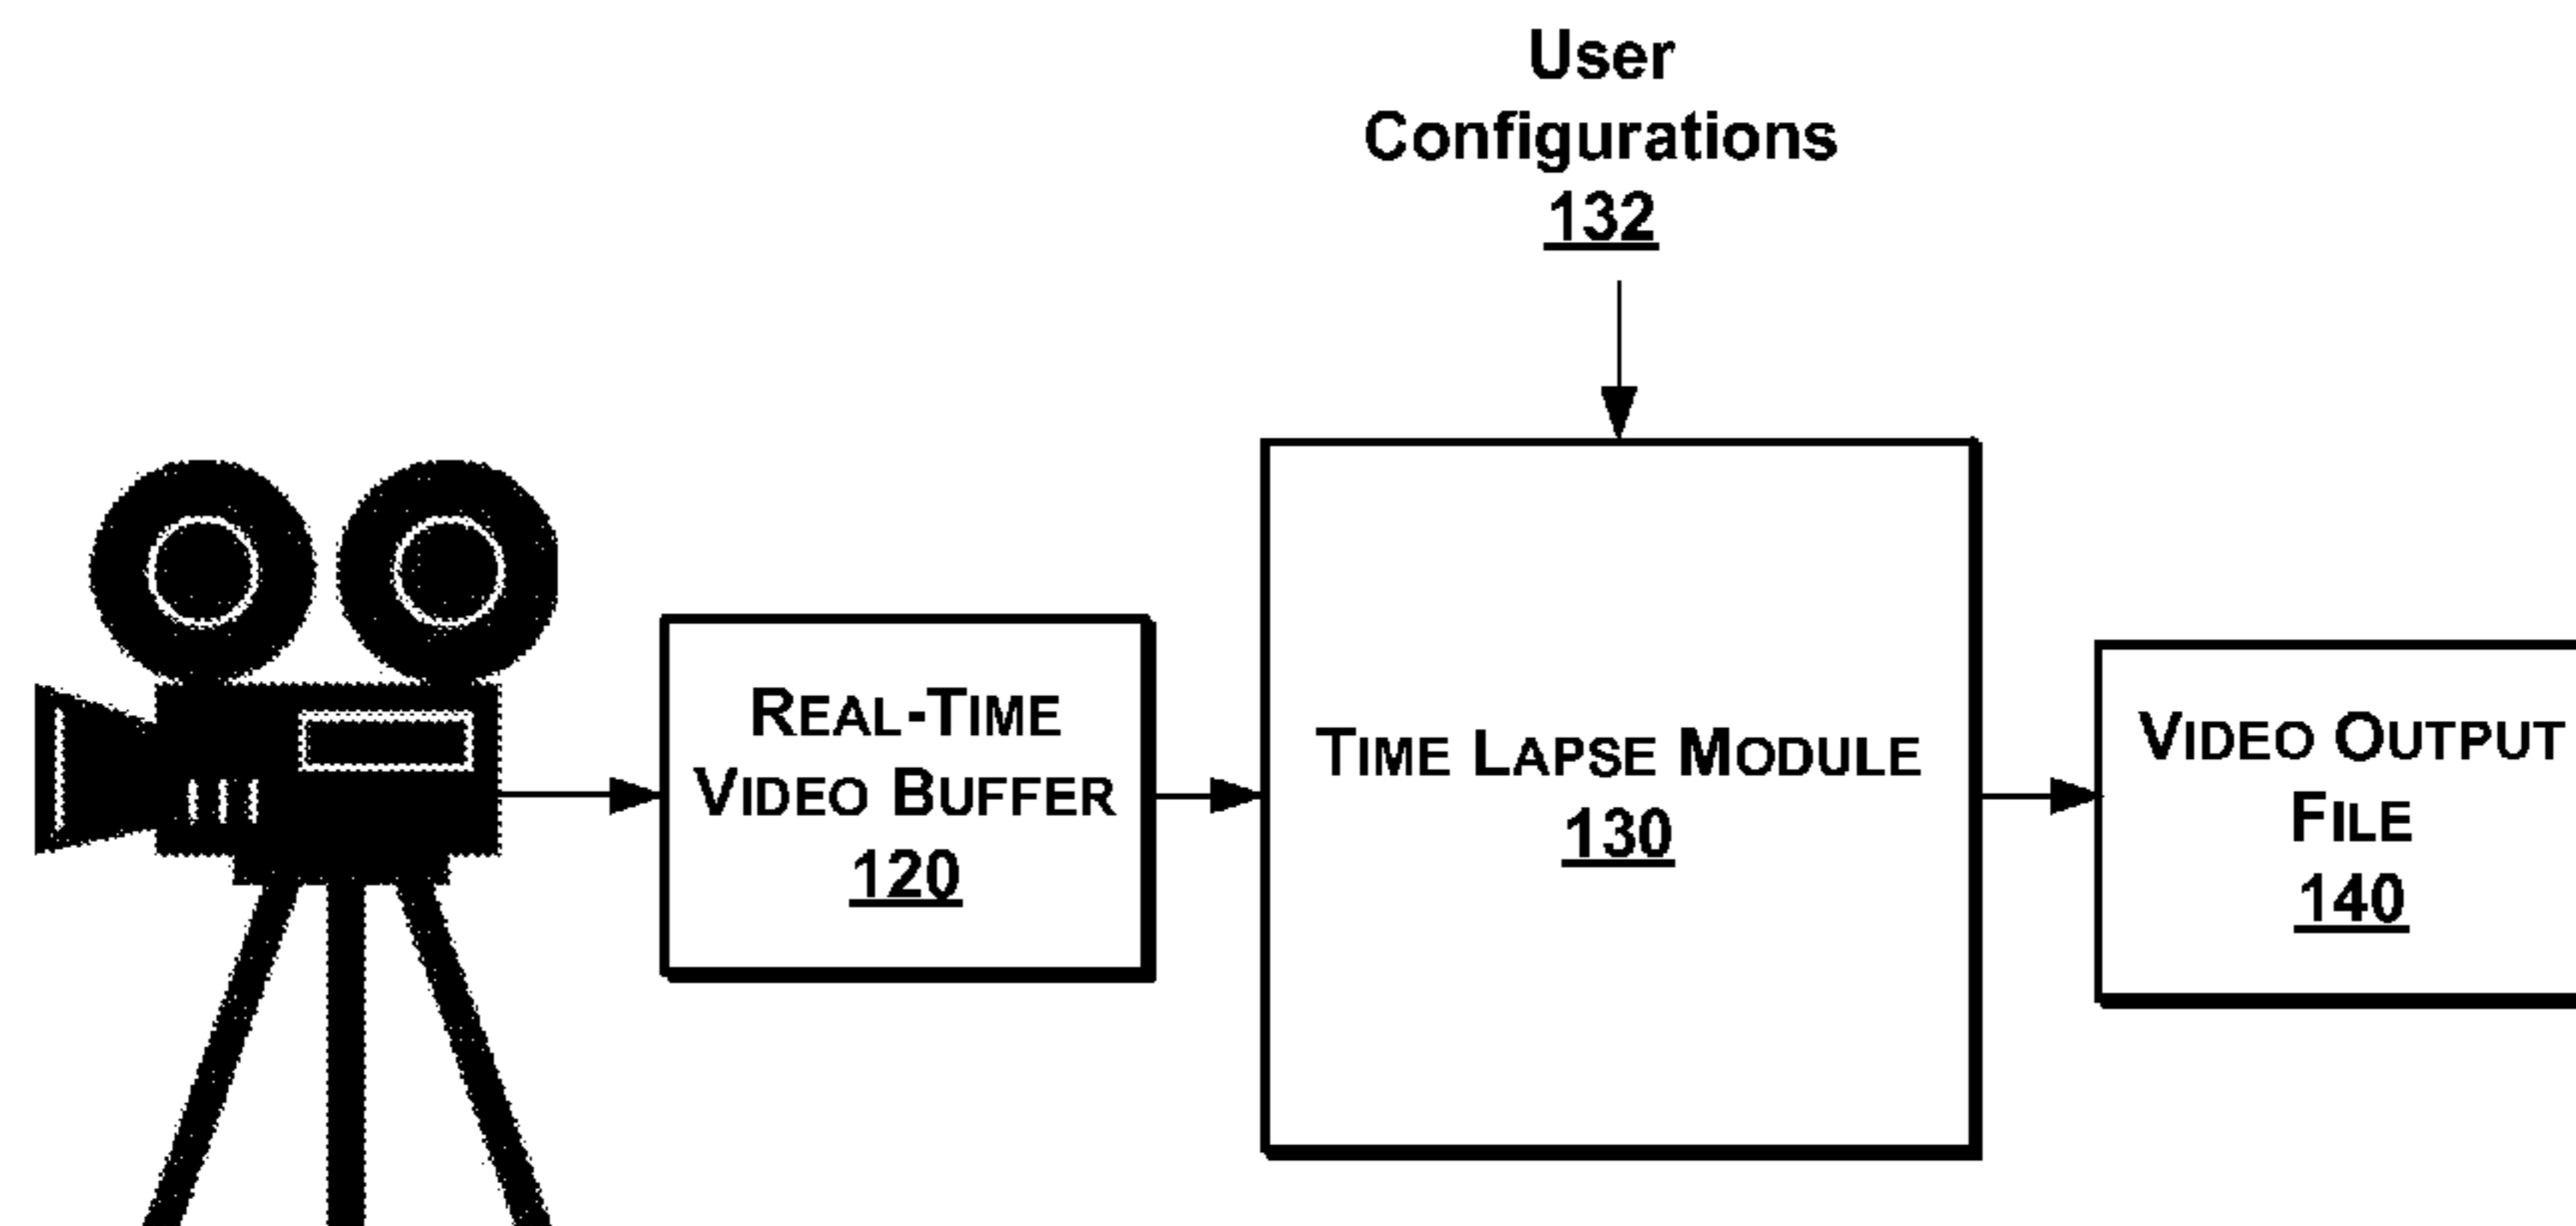 User
Configurations
132
REAL-TIME
VIDEO BUFFER
120
TIME LAPSE MODULE
130
VIDEO OUTPUT
FILE
140